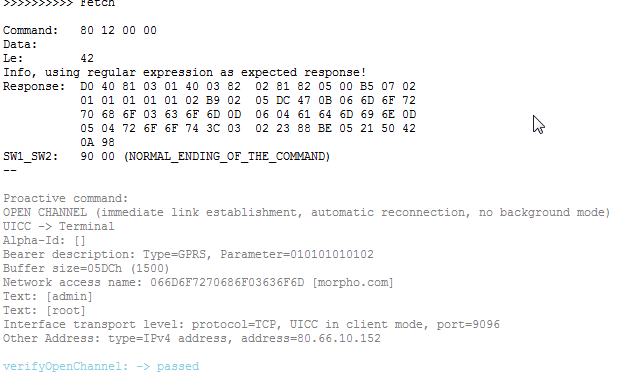 >>>>>>>>>> Fetch
Command: 80 12 00 00
Data:
Le: 42
Info, using regular expression as expected response!
Response: D0 40 81 03 01 40 03 82 02 81 82 05 00 B5 07 02
01 01 01 01 01 02 B9 02 05 DC 47 0B 06 6D 6F 72
70 68 6F 03 63 6F 6D 0D 06 04 61 64 6D 69 6E 0D
05 04 72 6F 6F 74 3C 03 02 23 88 BE 05 21 50 42
0A 98
SW1_SW2: 90 00 (NORMAL_ENDING_OF_THE_COMMAND)
--
Proactive command:
OPEN CHANNEL (immediate link establishment, automatic reconnection, no background mode)
UICC -> Terminal
Alpha-Id: []
Bearer description: Type=GPRS, Parameter=010101010102
Buffer size=05DCh (1500)
Network access name: 066D6F7270686F03636F6D [morpho.com]
Text: [admin]
Text: [root]
Interface transport level: protocol=TCP, UICC in client mode, port=9096
Other Address: type=IPv4 address, address=80.66.10.152
verifyOpenChannel: -> passed